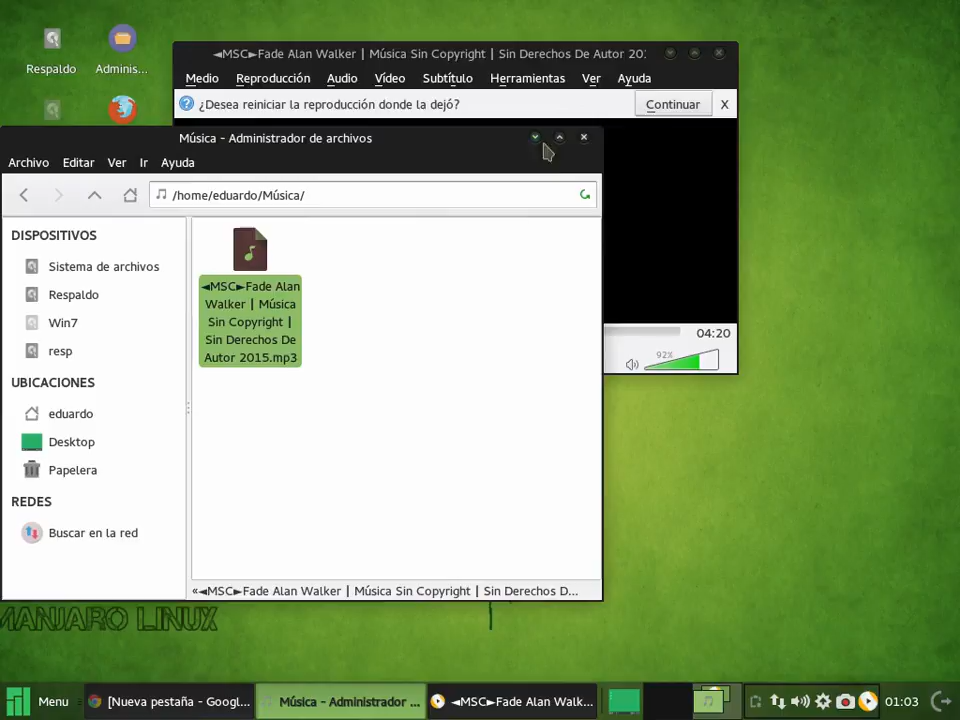 Respaldo
Adminis...
◄MSC►Fade Alan Walker | Música Sin Copyright | Sin Derechos De Autor 20
Medio Reproducción Audio Vídeo Subtítulo Herramientas Ver Ayuda
¿Desea reiniciar la reproducción donde la dejó? Continuar X
Música - Administrador de archivos
Archivo Editar Ver Ir Ayuda
/home/eduardo/Música/
DISPOSITIVOS
Sistema de archivos
Respaldo
Win7
resp
UBICACIONES
eduardo
Desktop
Papelera
REDES
Buscar en la red
◄MSC►Fade Alan
Walker | Música
Sin Copyright |
Sin Derechos De
Autor 2015.mp3
04:20
92%
«◄MSC►Fade Alan Walker | Música Sin Copyright | Sin Derechos D...
MANJARO LINUX
Menu [Nueva pestaña - Googl... Música - Administrador ... ◄MSC►Fade Alan Walk... 01:03